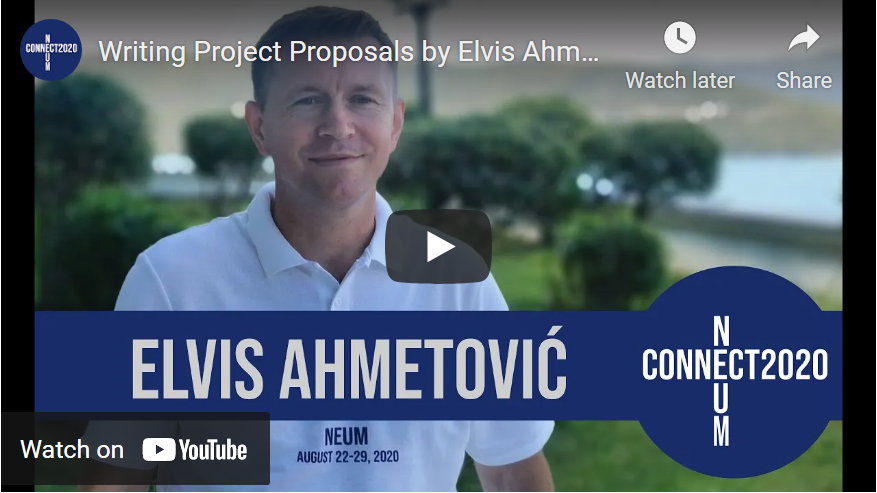 CONNECT2020
NEUM
Writing Project Proposals by Elvis Ahm...
Watch later
Share
ELVIS AHMETOVIĆ
CONNECT2020
NEUM
Watch on YouTube
NEUM
AUGUST 22-29, 2020